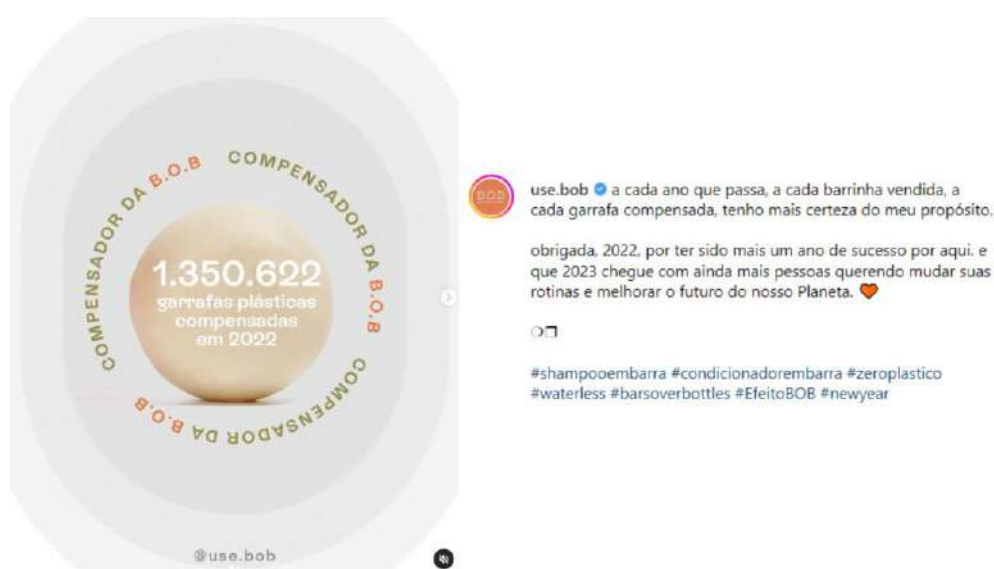 COMPENSADOR DA B.O.B
COMPENSADOR DA B.O.B
COMPENSADOR DA B.O.B
1.350.622
garrafas plásticas
compensadas
em 2022
@use.bob
B.O.B
use.bob a cada ano que passa, a cada barrinha vendida, a
cada garrafa compensada, tenho mais certeza do meu propósito.
obrigada, 2022, por ter sido mais um ano de sucesso por aqui. e
que 2023 chegue com ainda mais pessoas querendo mudar suas
rotinas e melhorar o futuro do nosso Planeta. 🧡
#shampooembarra #condicionadorembarra #zeroplastico
#waterless #barsoverbottles #EfeitoBOB #newyear